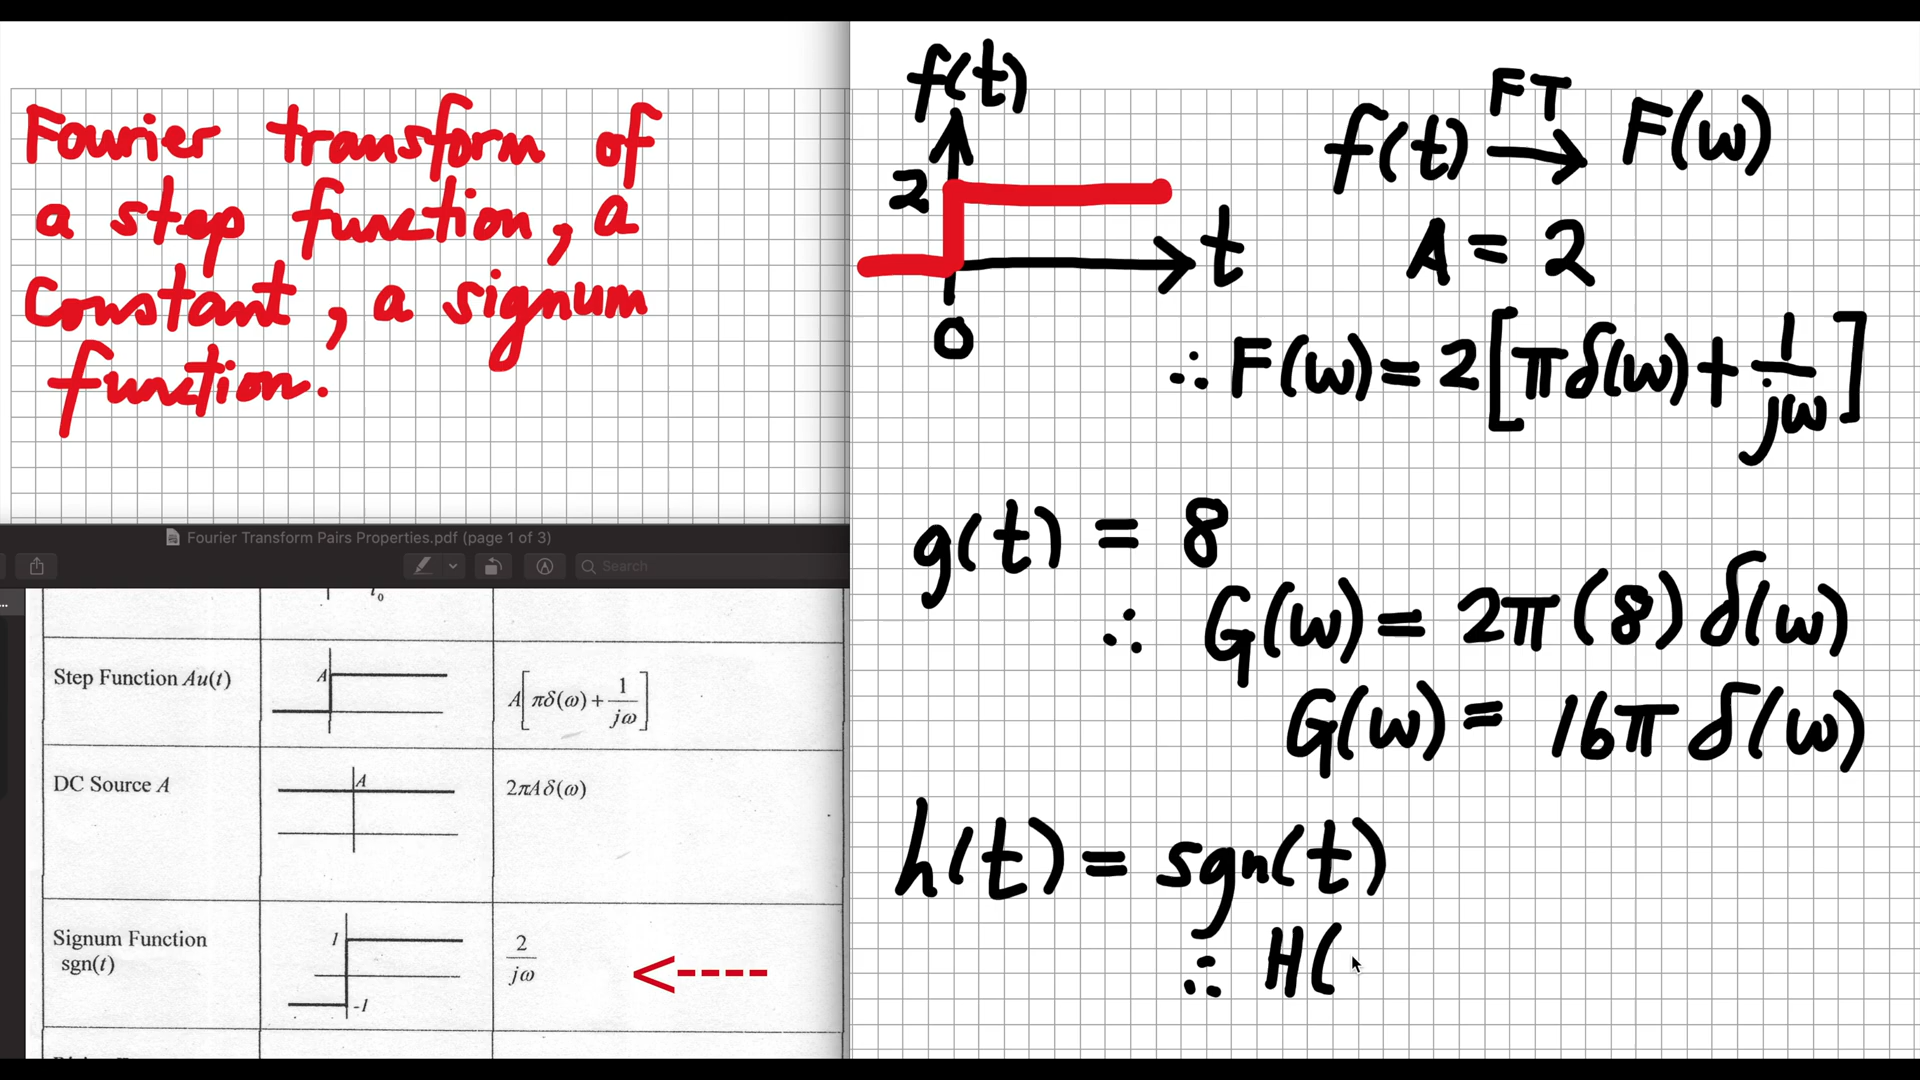 Fourier transform of
a step function, a
constant, a signum
function.
Fourier Transform Pairs Properties.pdf (page 1 of 3)
Search
t₀
Step Function Au(t)
A
A[πδ(ω)+1/jω]
DC Source A
A
2πAδ(ω)
Signum Function
sgn(t)
1
-1
2/jω
<----
f(t)
2
t
0
f(t) FT→ F(ω)
A = 2
∴ F(ω) = 2[πδ(ω)+1/jω]
g(t) = 8
∴ G(ω) = 2π(8)δ(ω)
G(ω) = 16πδ(ω)
h(t) = sgn(t)
∴ H(